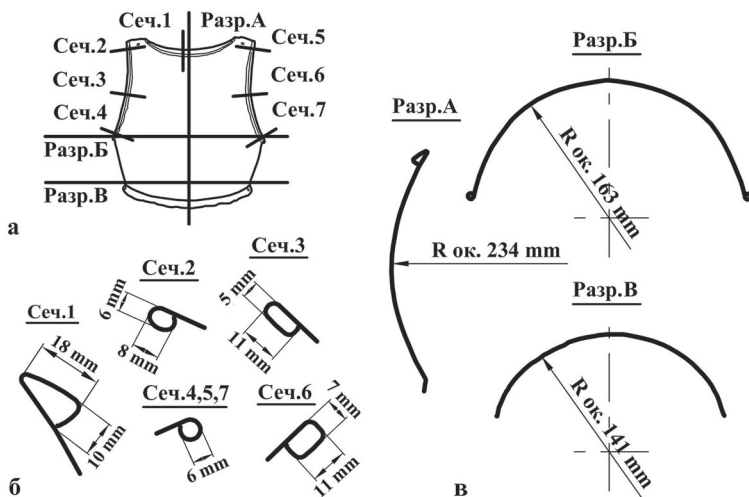 Сеч.1 Разр.А
Сеч.2 Сеч.5
Сеч.3 Сеч.6
Сеч.4 Сеч.7
Разр.Б
Разр.В
а
Сеч.1
18 mm
10 mm
Сеч.2
6 mm
8 mm
Сеч.3
5 mm
11 mm
Сеч.4,5,7
6 mm
Сеч.6
7 mm
11 mm
б
Разр.А
R ок. 234 mm
Разр.Б
R ок. 163 mm
Разр.В
R ок. 141 mm
в